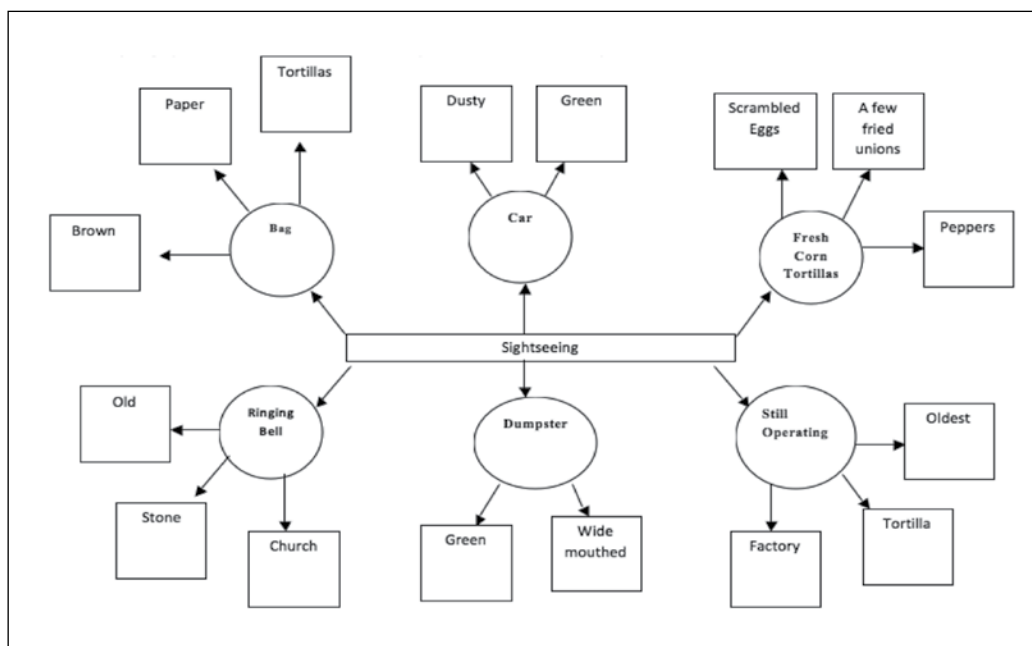 Tortillas
Paper
Dusty
Green
Scrambled
Eggs
A few
fried
unions
Brown
Bag
Car
Fresh
Corn
Tortillas
Peppers
Sightseeing
Old
Ringing
Bell
Dumpster
Still
Operating
Oldest
Stone
Church
Green
Wide
mouthed
Factory
Tortilla